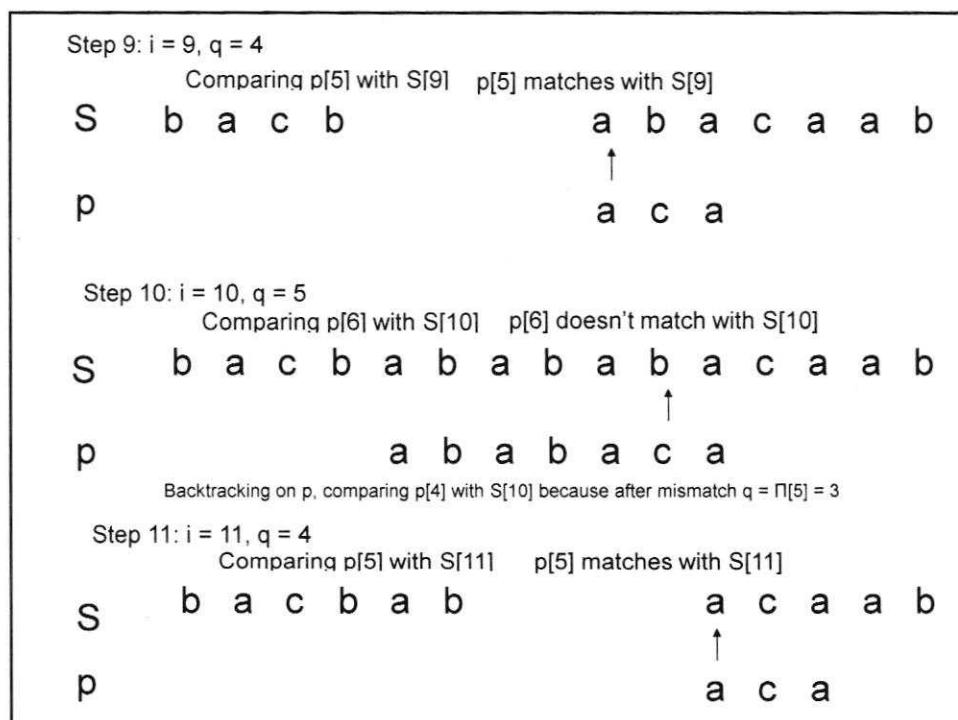 Step 9: i = 9, q = 4
Comparing p[5] with S[9] p[5] matches with S[9]
S b a c b a b a c a a b
p a c a
Step 10: i = 10, q = 5
Comparing p[6] with S[10] p[6] doesn't match with S[10]
S b a c b a b a b a b a c a a b
p a b a b a c a
Backtracking on p, comparing p[4] with S[10] because after mismatch q = Π[5] = 3
Step 11: i = 11, q = 4
Comparing p[5] with S[11] p[5] matches with S[11]
S b a c b a b a c a a b
p a c a